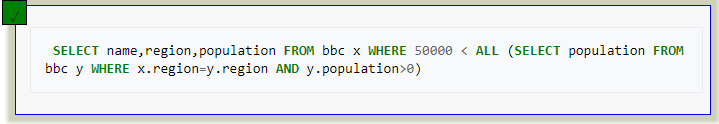 ✓
SELECT name,region,population FROM bbc x WHERE 50000 < ALL (SELECT population FROM
bbc y WHERE x.region=y.region AND y.population>0)